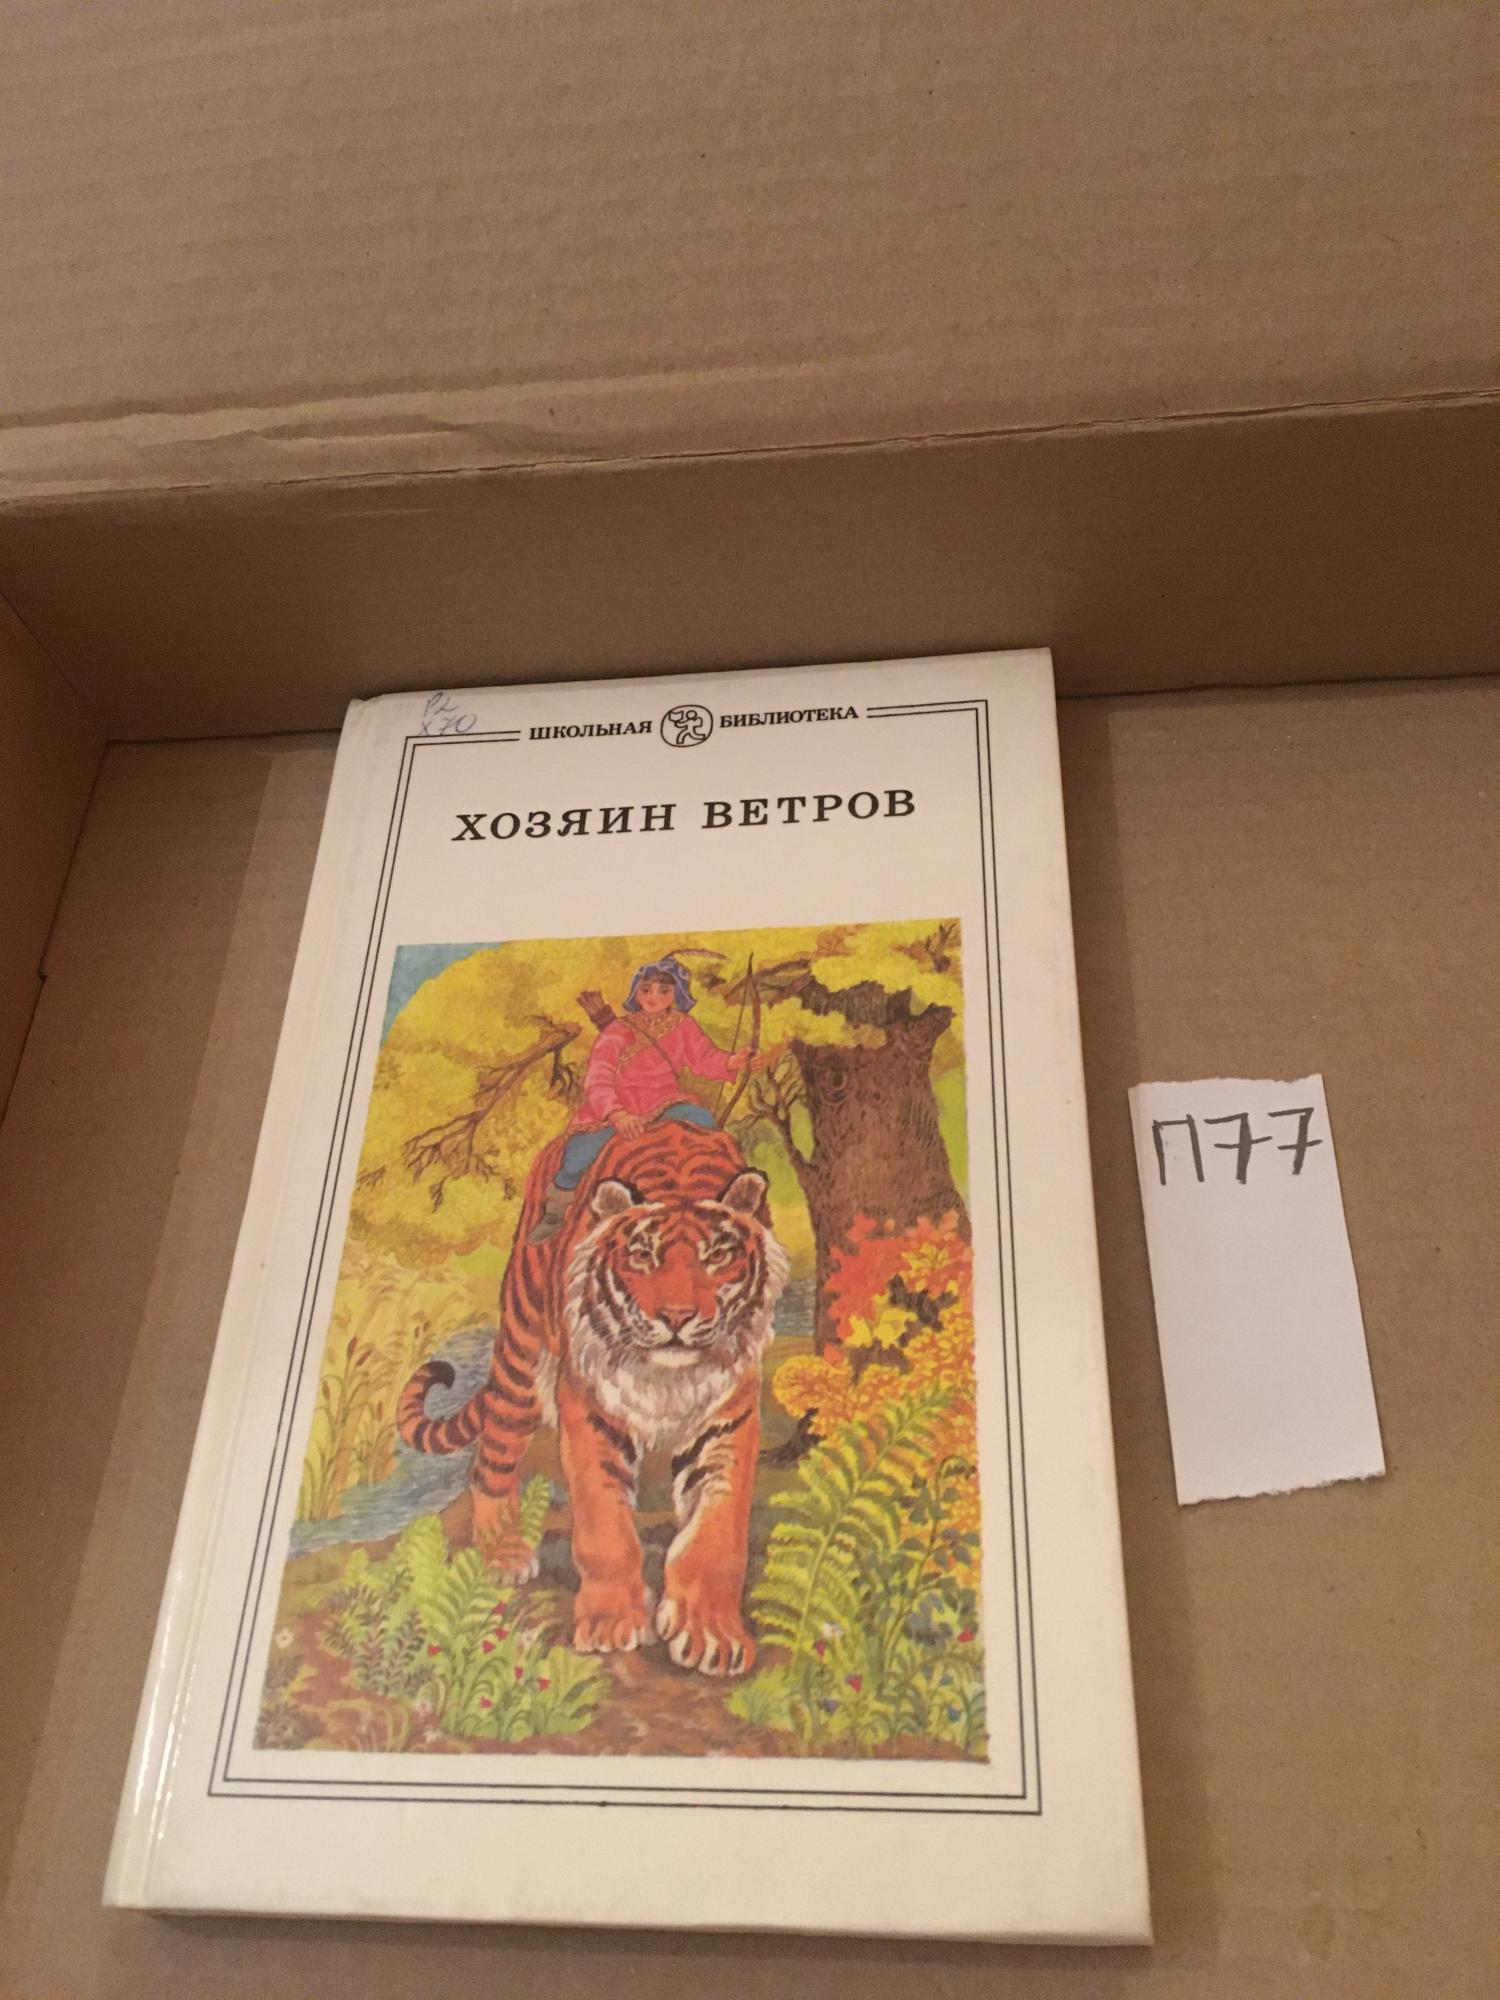 Р2
Х70
ШКОЛЬНАЯ БИБЛИОТЕКА
ХОЗЯИН ВЕТРОВ
П77